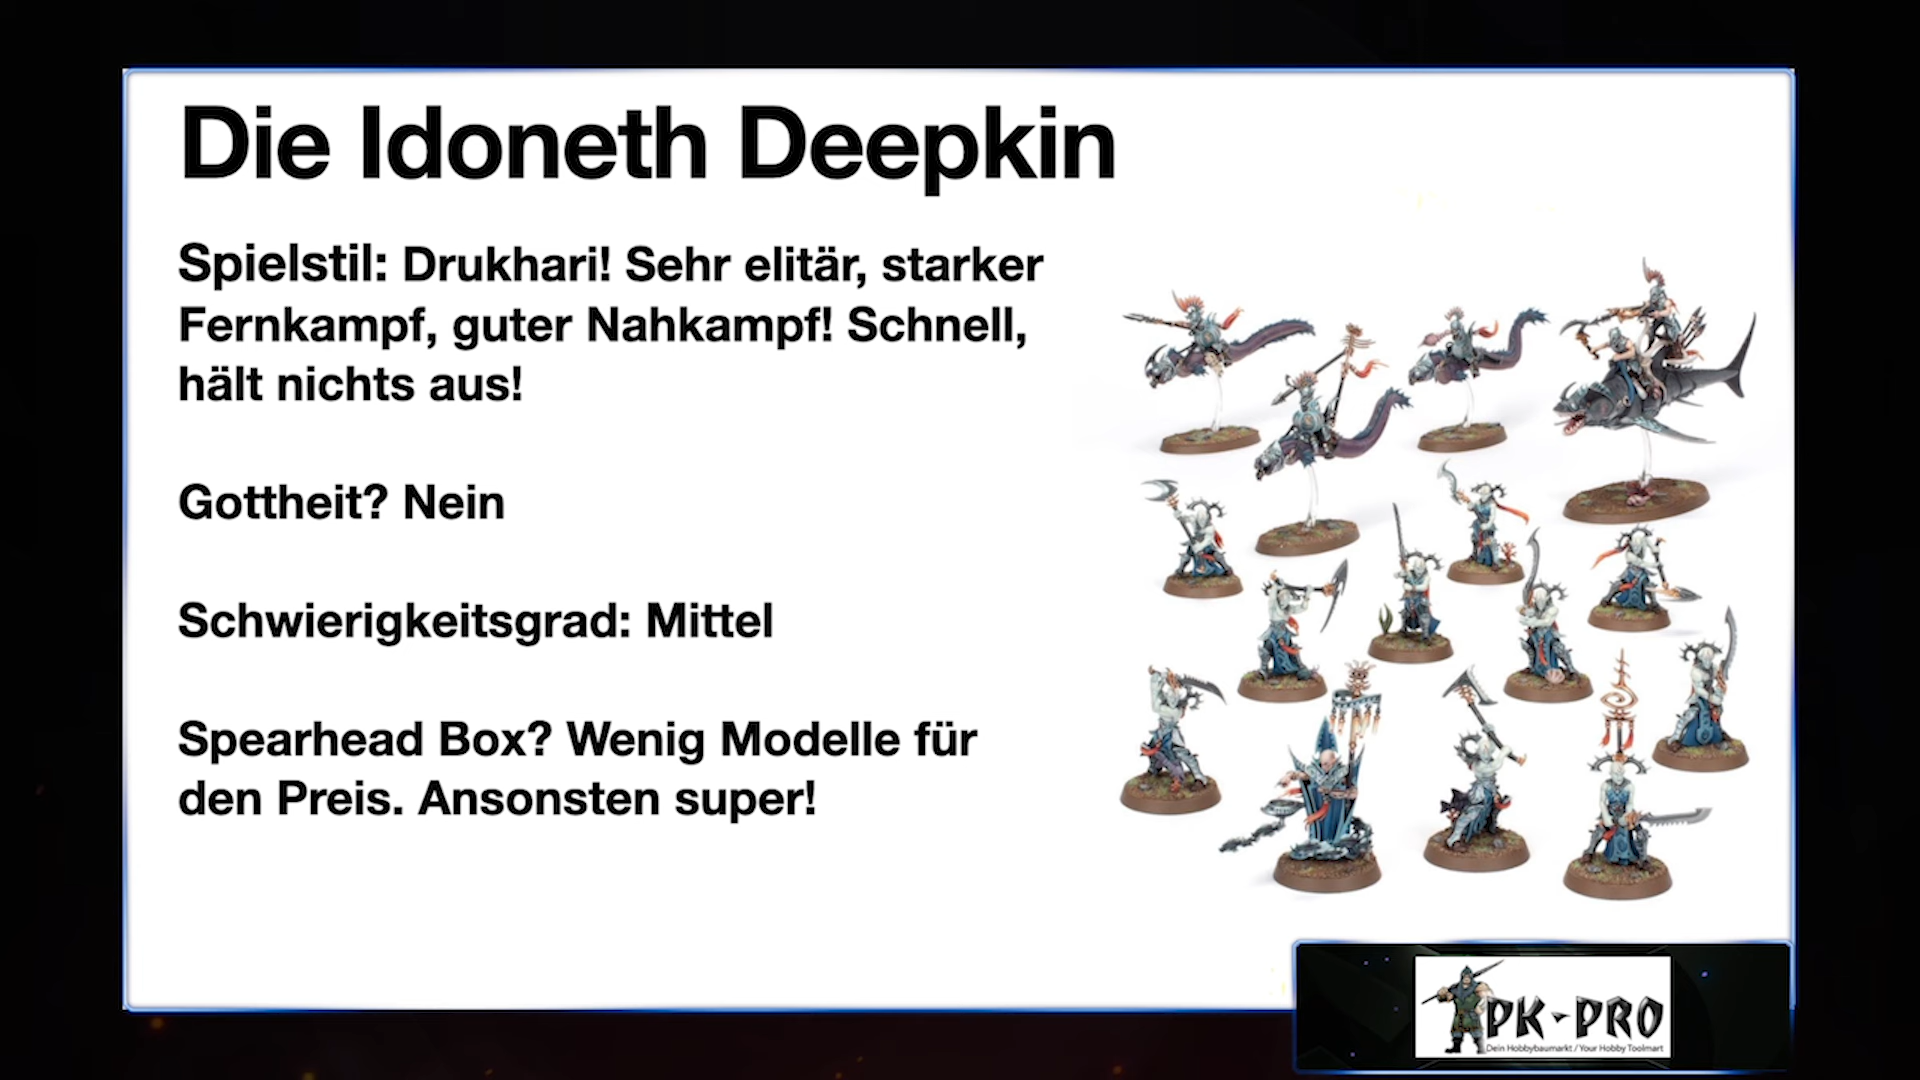 Die Idoneth Deepkin
Spielstil: Drukhari! Sehr elitär, starker
Fernkampf, guter Nahkampf! Schnell,
hält nichts aus!
Gottheit? Nein
Schwierigkeitsgrad: Mittel
Spearhead Box? Wenig Modelle für
den Preis. Ansonsten super!
PK-PRO
Dein Hobbybaumarkt / Your Hobby Toolmart